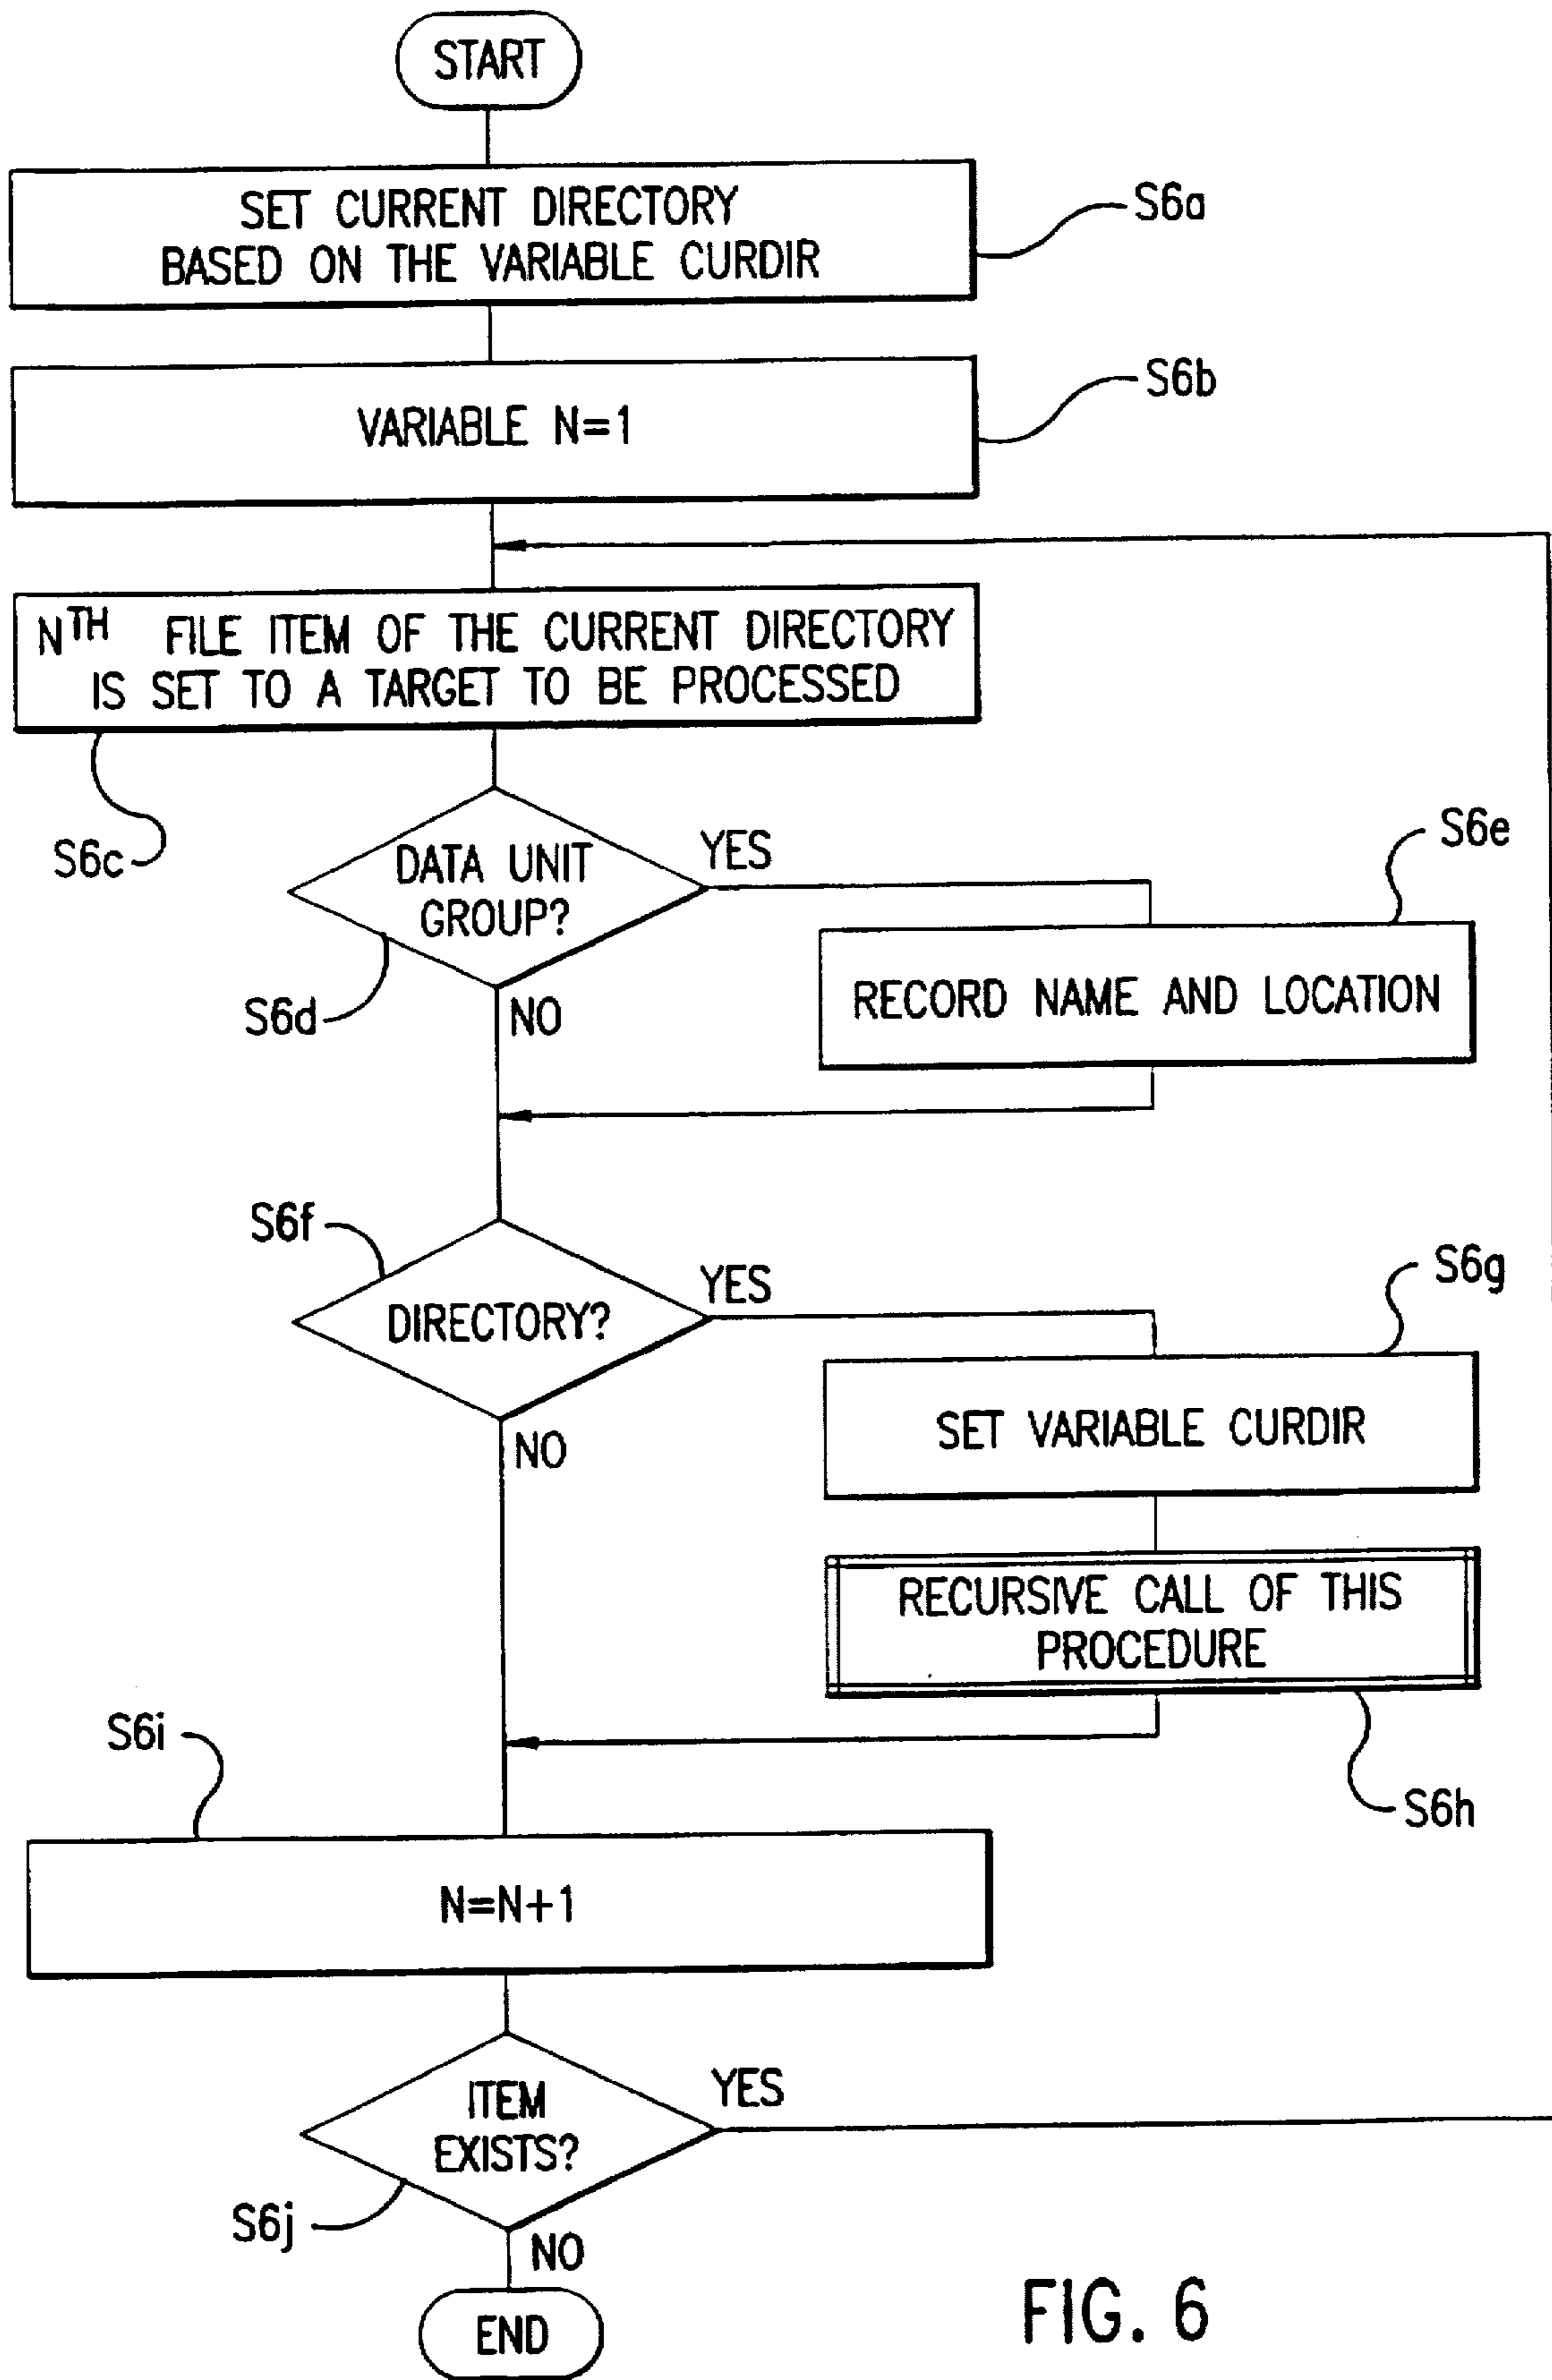 START
SET CURRENT DIRECTORY
BASED ON THE VARIABLE CURDIR
S6a
VARIABLE N=1
S6b
NTH FILE ITEM OF THE CURRENT DIRECTORY
IS SET TO A TARGET TO BE PROCESSED
S6c
DATA UNIT
GROUP?
YES
S6e
S6d
NO
RECORD NAME AND LOCATION
S6f
DIRECTORY?
YES
S6g
NO
SET VARIABLE CURDIR
RECURSIVE CALL OF THIS
PROCEDURE
S6h
S6i
N=N+1
ITEM
EXISTS?
YES
S6j
NO
END
FIG. 6